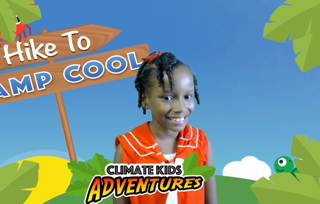 Hike To
AMP COOL
CLIMATE KIDS
ADVENTURES